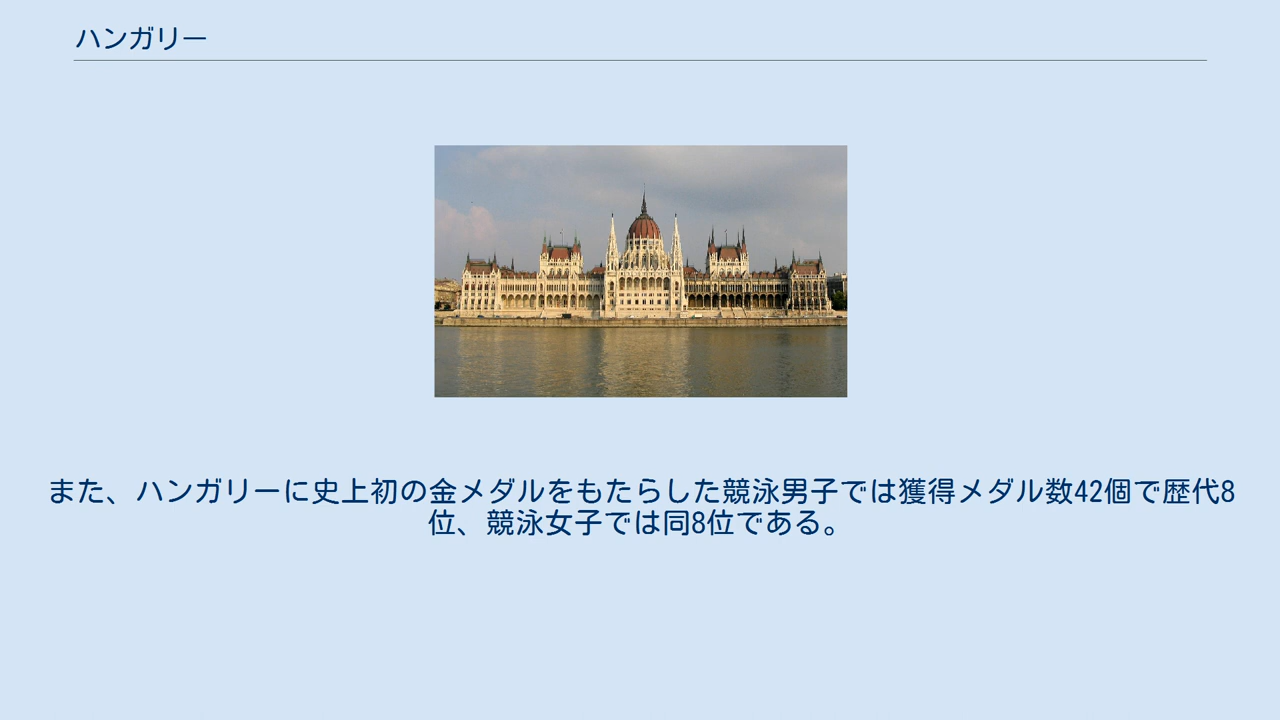 ハンガリー
また、ハンガリーに史上初の金メダルをもたらした競泳男子では獲得メダル数42個で歴代8
位、競泳女子では同8位である。